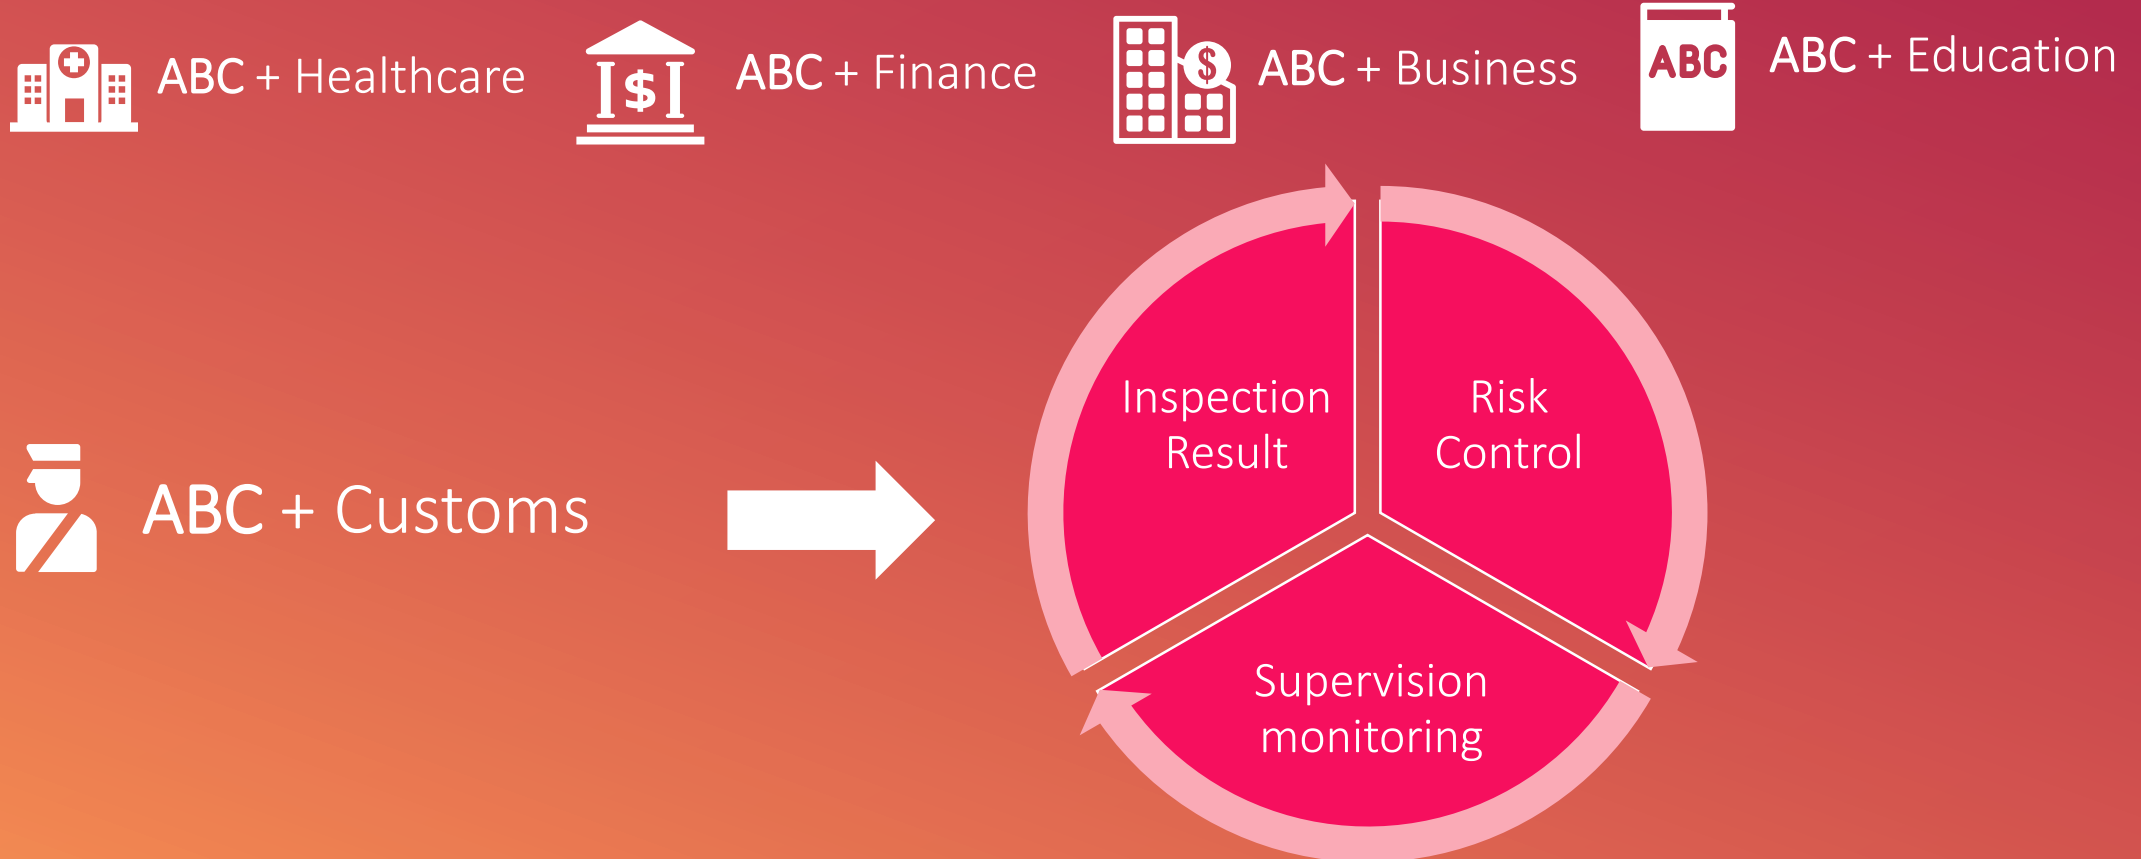 ABC + Healthcare
$
ABC + Finance
$
ABC + Business
ABC
ABC + Education
ABC + Customs
Inspection
Result
Risk
Control
Supervision
monitoring